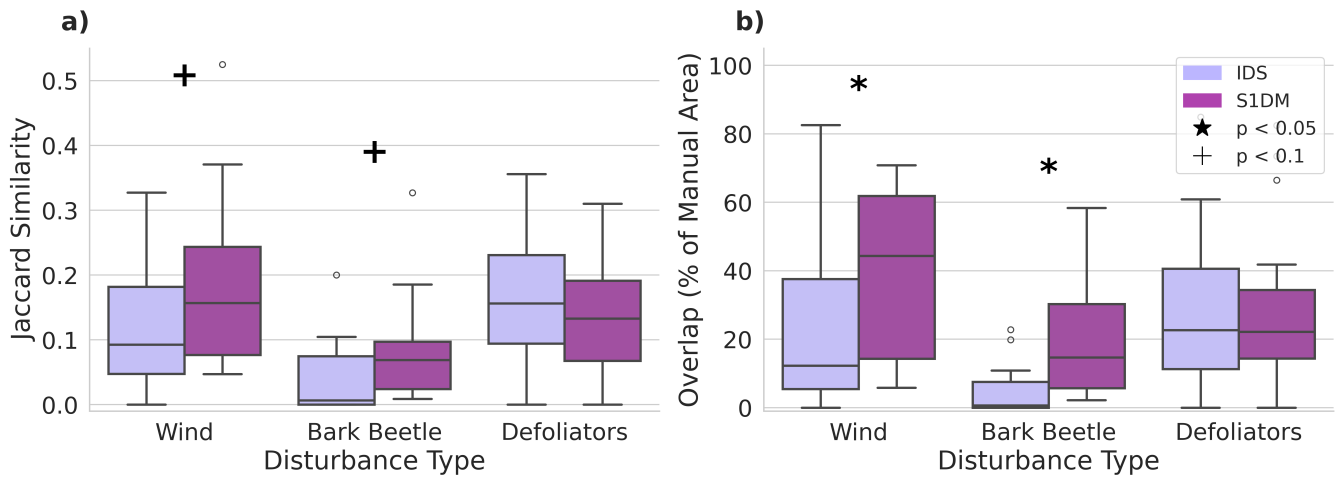 a)
Jaccard Similarity
0.5
0.4
0.3
0.2
0.1
0.0
Wind
Bark Beetle
Defoliators
Disturbance Type
b)
Overlap (% of Manual Area)
100
80
60
40
20
0
*
*
IDS
S1DM
p < 0.05
p < 0.1
Wind
Bark Beetle
Defoliators
Disturbance Type